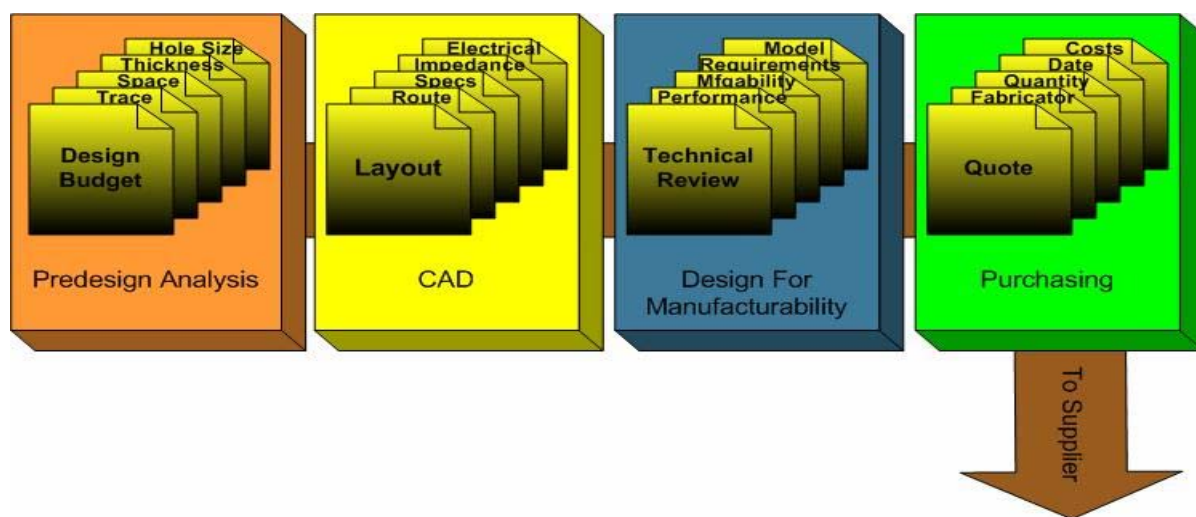 Hole Size
Thickness
Space
Trace
Design
Budget
Predesign Analysis
Electrical
Impedance
Specs
Route
Layout
CAD
Model
Requirements
Mfgability
Performance
Technical
Review
Design For
Manufacturability
Costs
Date
Quantity
Fabricator
Quote
Purchasing
To Supplier